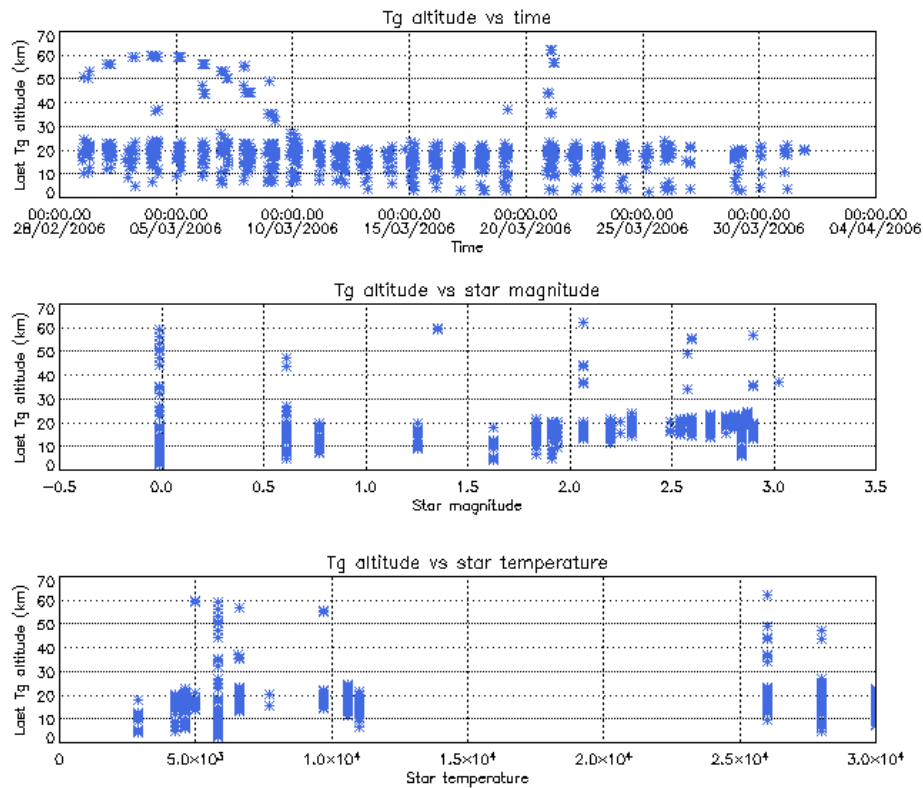 Tg altitude vs time
Last Tg altitude (km)
70
60
50
40
30
20
10
0
00:00.00 00:00.00 00:00.00 00:00.00 00:00.00 00:00.00 00:00.00 00:00.00
28/02/2006 05/03/2006 10/03/2006 15/03/2006 20/03/2006 25/03/2006 30/03/2006 04/04/2006
Time
Tg altitude vs star magnitude
Last Tg altitude (km)
70
60
50
40
30
20
10
0
-0.5 0.0 0.5 1.0 1.5 2.0 2.5 3.0 3.5
Star magnitude
Tg altitude vs star temperature
Last Tg altitude (km)
70
60
50
40
30
20
10
0
0 5.0×10³ 1.0×10⁴ 1.5×10⁴ 2.0×10⁴ 2.5×10⁴ 3.0×10⁴
Star temperature